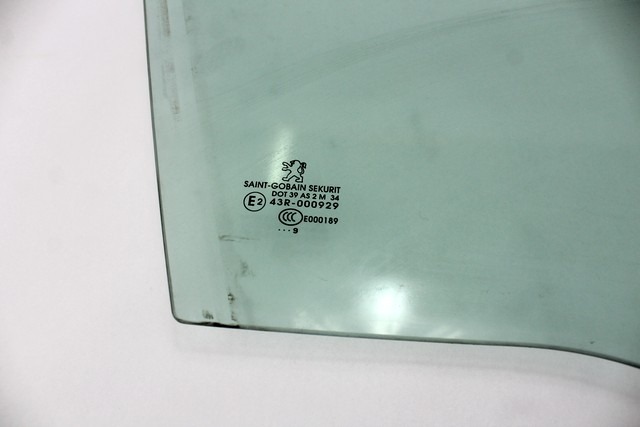 SAINT-GOBAIN SEKURIT
DOT 39 AS 2 M 34
E2 43R-000929
CCC E000189
...9